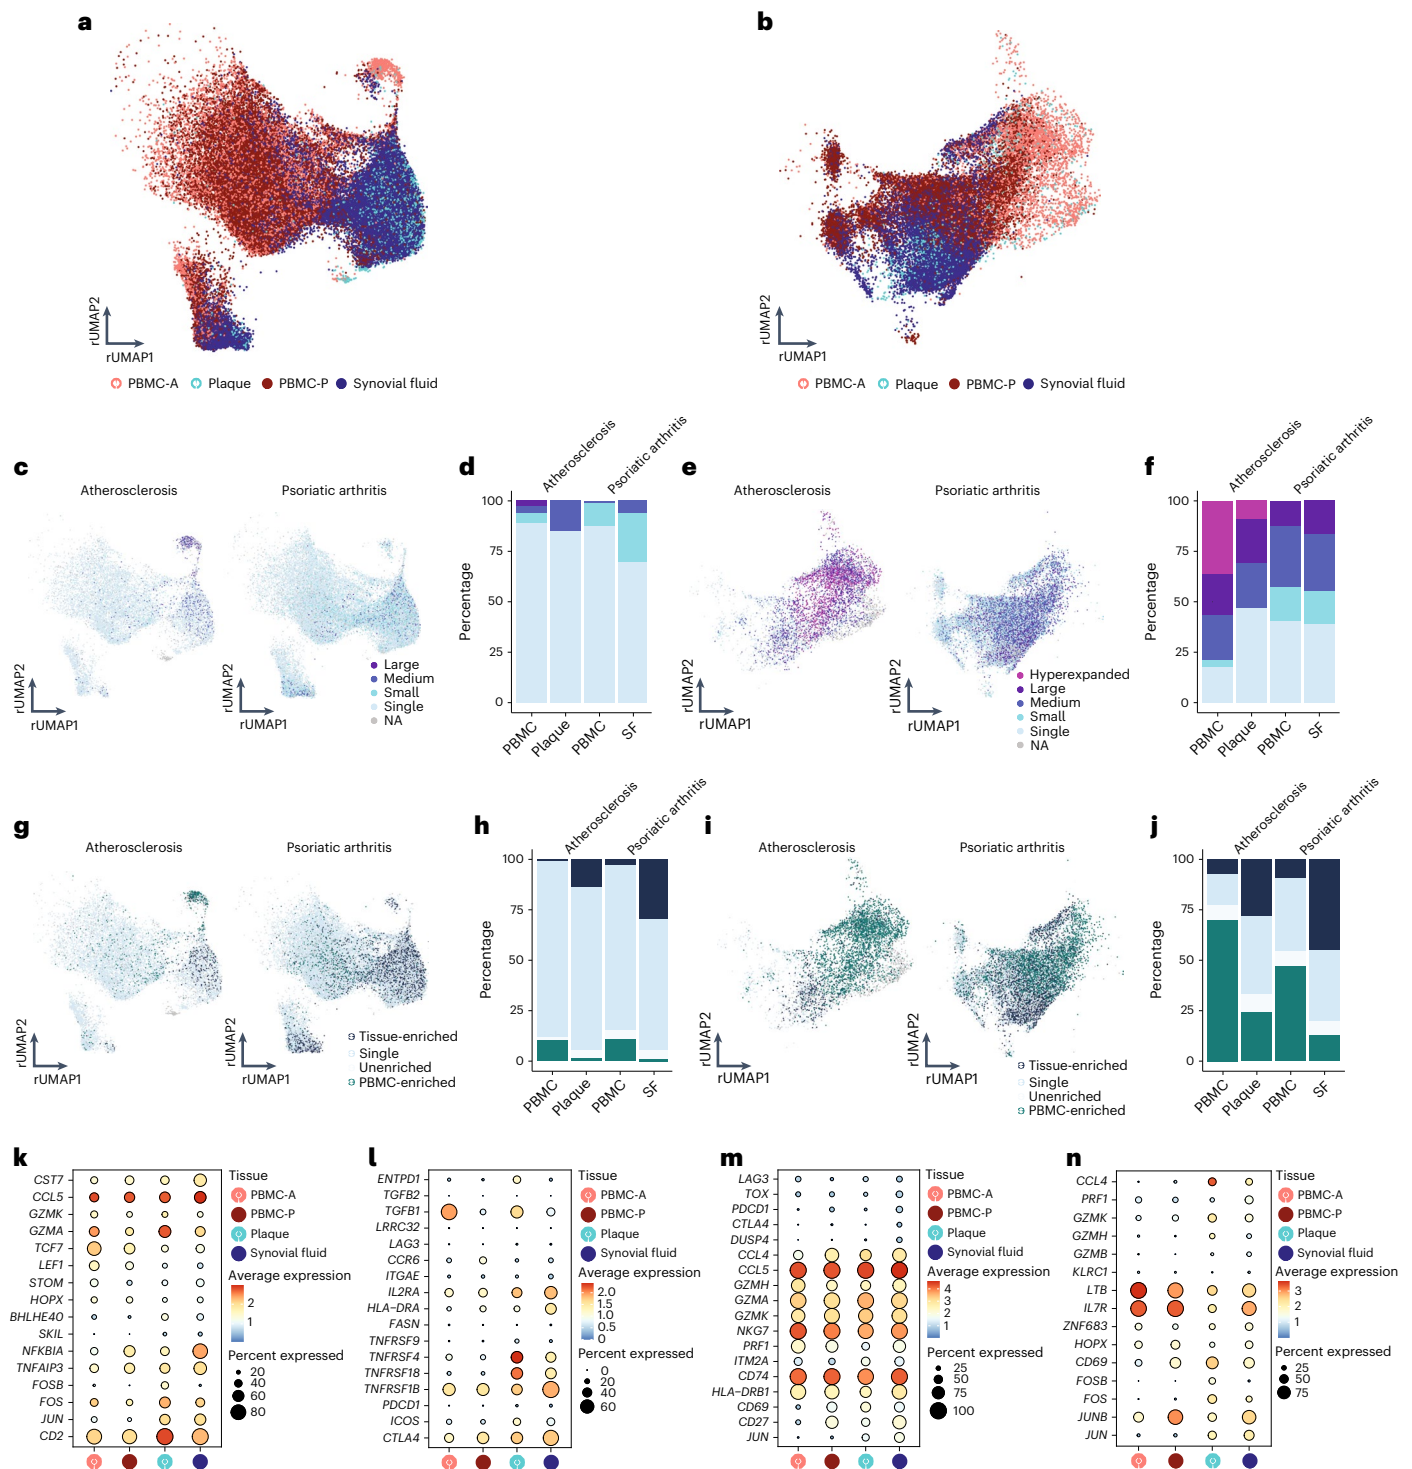 a
b
rUMAP2
rUMAP1
PBMC-A Plaque PBMC-P Synovial fluid
rUMAP2
rUMAP1
PBMC-A Plaque PBMC-P Synovial fluid
c
Atherosclerosis
Psoriatic arthritis
rUMAP2
rUMAP1
rUMAP2
rUMAP1
Large
Medium
Small
Single
NA
d
Atherosclerosis
Psoriatic arthritis
Percentage
100
75
50
25
0
PBMC
Plaque
PBMC
SF
e
Atherosclerosis
Psoriatic arthritis
rUMAP2
rUMAP1
rUMAP2
rUMAP1
Hyperexpanded
Large
Medium
Small
Single
NA
f
Atherosclerosis
Psoriatic arthritis
Percentage
100
75
50
25
0
PBMC
Plaque
PBMC
SF
g
Atherosclerosis
Psoriatic arthritis
rUMAP2
rUMAP1
rUMAP2
rUMAP1
Tissue-enriched
Single
Unenriched
PBMC-enriched
h
Atherosclerosis
Psoriatic arthritis
Percentage
100
75
50
25
0
PBMC
Plaque
PBMC
SF
i
Atherosclerosis
Psoriatic arthritis
rUMAP2
rUMAP1
rUMAP2
rUMAP1
Tissue-enriched
Single
Unenriched
PBMC-enriched
j
Atherosclerosis
Psoriatic arthritis
Percentage
100
75
50
25
0
PBMC
Plaque
PBMC
SF
k
CST7
CCL5
GZMK
GZMA
TCF7
LEF1
STOM
HOPX
BHLHE40
SKIL
NFKBIA
TNFAIP3
FOSB
FOS
JUN
CD2
Tissue
PBMC-A
PBMC-P
Plaque
Synovial fluid
Average expression
2
1
Percent expressed
20
40
60
80
l
ENTPD1
TGFB2
TGFB1
LRRC32
LAG3
CCR6
ITGAE
IL2RA
HLA-DRA
FASN
TNFRSF9
TNFRSF4
TNFRSF18
TNFRSF1B
PDCD1
ICOS
CTLA4
Tissue
PBMC-A
PBMC-P
Plaque
Synovial fluid
Average expression
2.0
1.5
1.0
0.5
0
Percent expressed
0
20
40
60
m
LAG3
TOX
PDCD1
CTLA4
DUSP4
CCL4
CCL5
GZMH
GZMA
GZMK
NKG7
PRF1
ITM2A
CD74
HLA-DRB1
CD69
CD27
JUN
Tissue
PBMC-A
PBMC-P
Plaque
Synovial fluid
Average expression
4
3
2
1
Percent expressed
25
50
75
100
n
CCL4
PRF1
GZMK
GZMH
GZMB
KLRC1
LTB
IL7R
ZNF683
HOPX
CD69
FOSB
FOS
JUNB
JUN
Tissue
PBMC-A
PBMC-P
Plaque
Synovial fluid
Average expression
3
2
1
Percent expressed
25
50
75